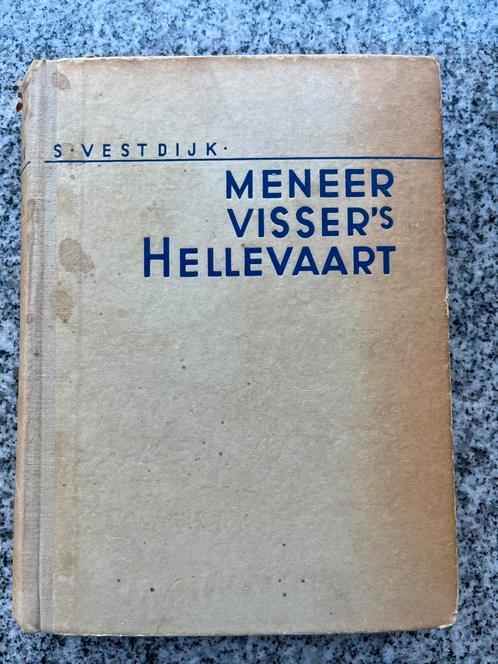 S · VESTDIJK ·
MENEER
VISSER'S
HELLEVAART